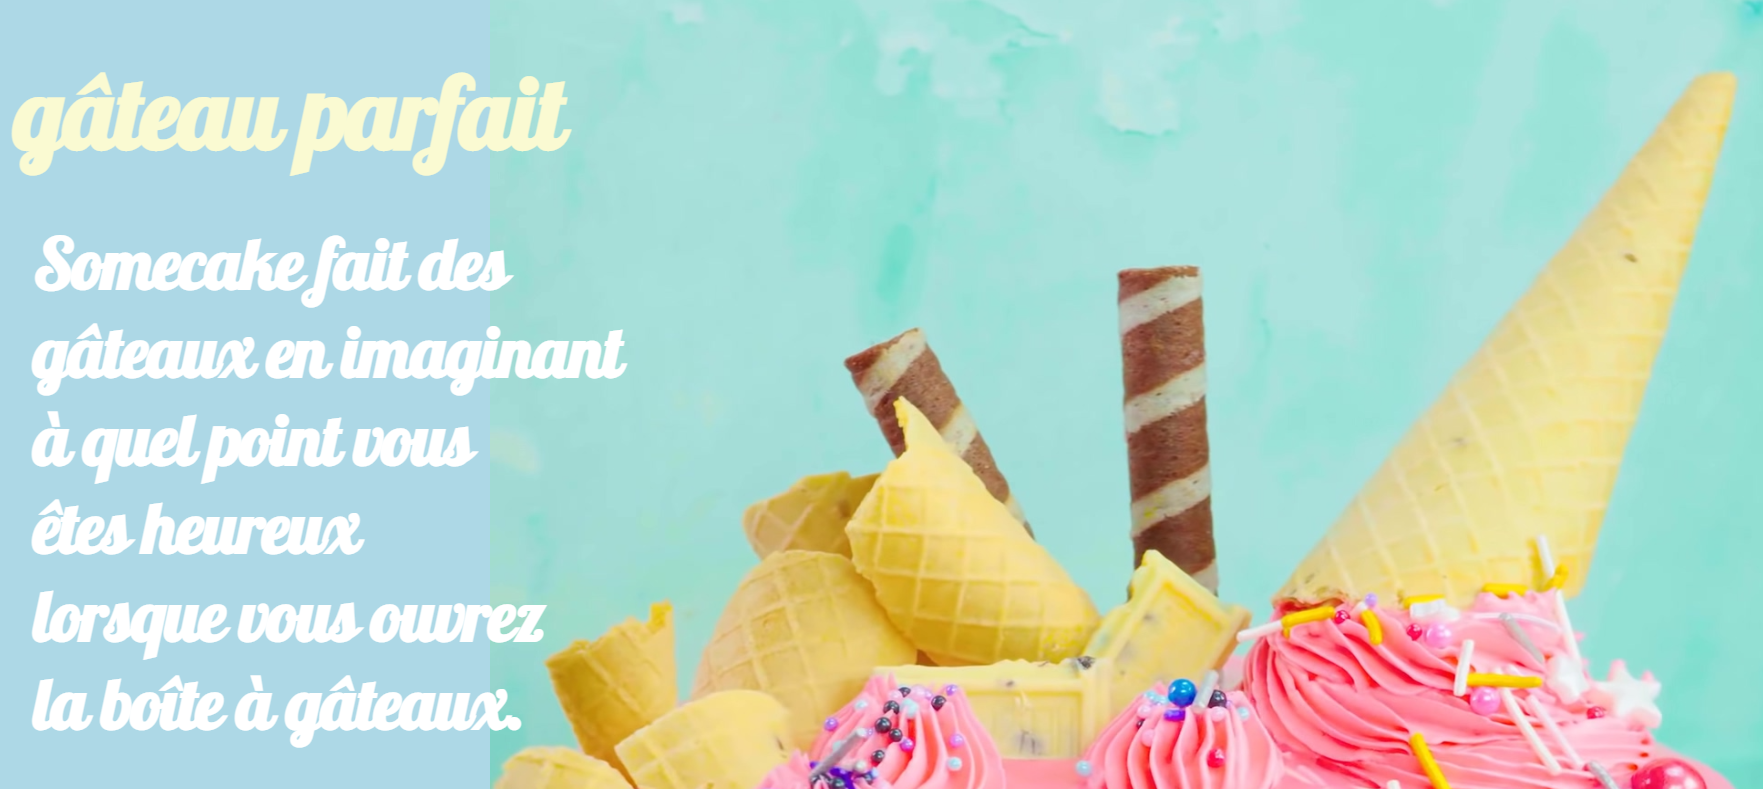 gâteau parfait
Somecake fait des
gâteaux en imaginant
à quel point vous
êtes heureux
lorsque vous ouvrez
la boîte à gâteaux.